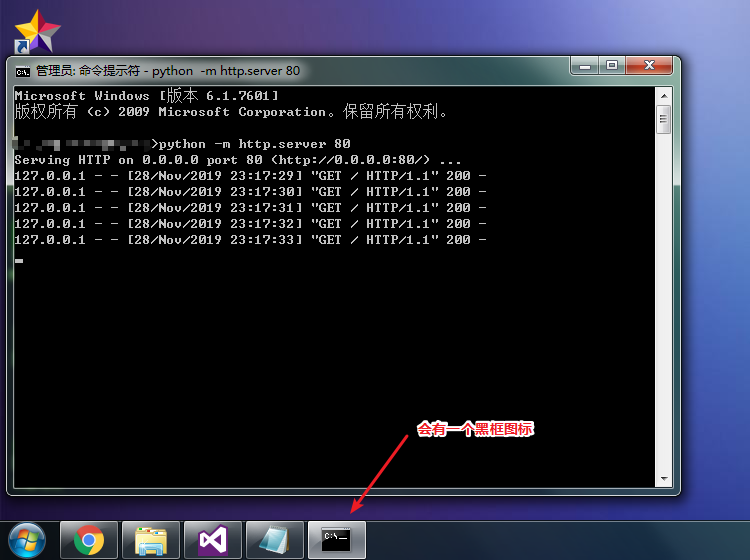 管理员: 命令提示符 - python  -m http.server 80
Microsoft Windows [版本 6.1.7601]
版权所有 (c) 2009 Microsoft Corporation。保留所有权利。
>python -m http.server 80
Serving HTTP on 0.0.0.0 port 80 (http://0.0.0.0:80/) ...
127.0.0.1 - - [28/Nov/2019 23:17:29] "GET / HTTP/1.1" 200 -
127.0.0.1 - - [28/Nov/2019 23:17:30] "GET / HTTP/1.1" 200 -
127.0.0.1 - - [28/Nov/2019 23:17:31] "GET / HTTP/1.1" 200 -
127.0.0.1 - - [28/Nov/2019 23:17:32] "GET / HTTP/1.1" 200 -
127.0.0.1 - - [28/Nov/2019 23:17:33] "GET / HTTP/1.1" 200 -
会有一个黑框图标
C:\